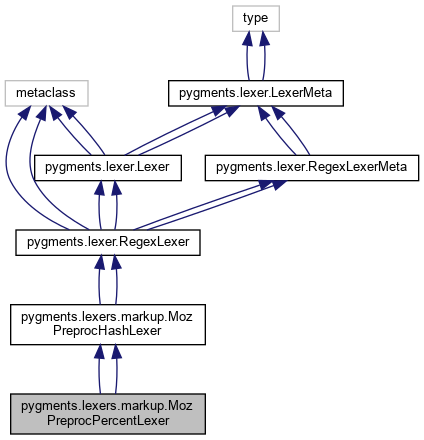 type
metaclass
pygments.lexer.LexerMeta
pygments.lexer.Lexer
pygments.lexer.RegexLexerMeta
pygments.lexer.RegexLexer
pygments.lexers.markup.Moz
PreprocHashLexer
pygments.lexers.markup.Moz
PreprocPercentLexer